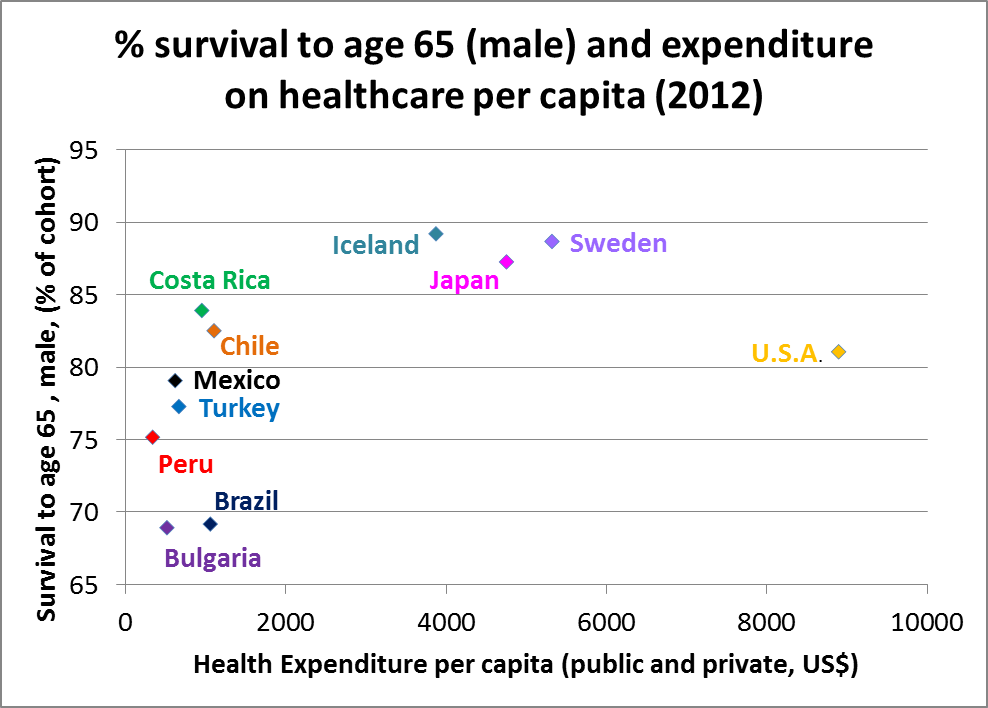 % survival to age 65 (male) and expenditure
on healthcare per capita (2012)
Survival to age 65 , male, (% of cohort)
95
90
85
80
75
70
65
Iceland
Sweden
Japan
Costa Rica
Chile
U.S.A.
Mexico
Turkey
Peru
Brazil
Bulgaria
0 2000 4000 6000 8000 10000
Health Expenditure per capita (public and private, US$)